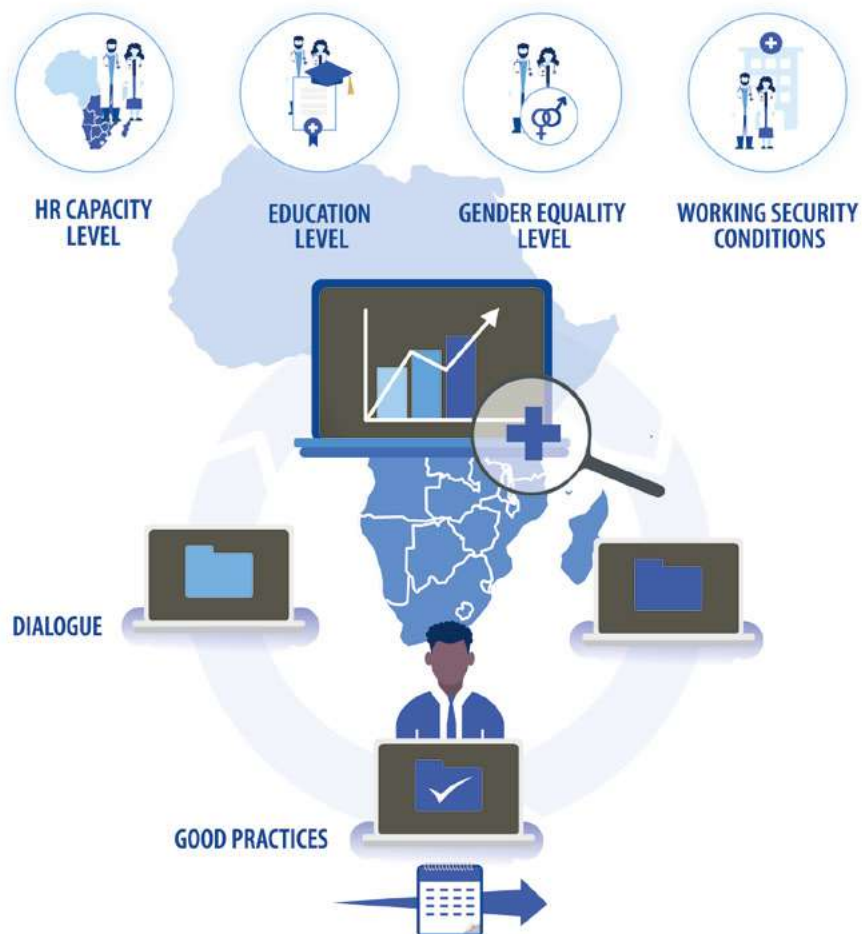 HR CAPACITY
LEVEL
EDUCATION
LEVEL
GENDER EQUALITY
LEVEL
WORKING SECURITY
CONDITIONS
DIALOGUE
GOOD PRACTICES